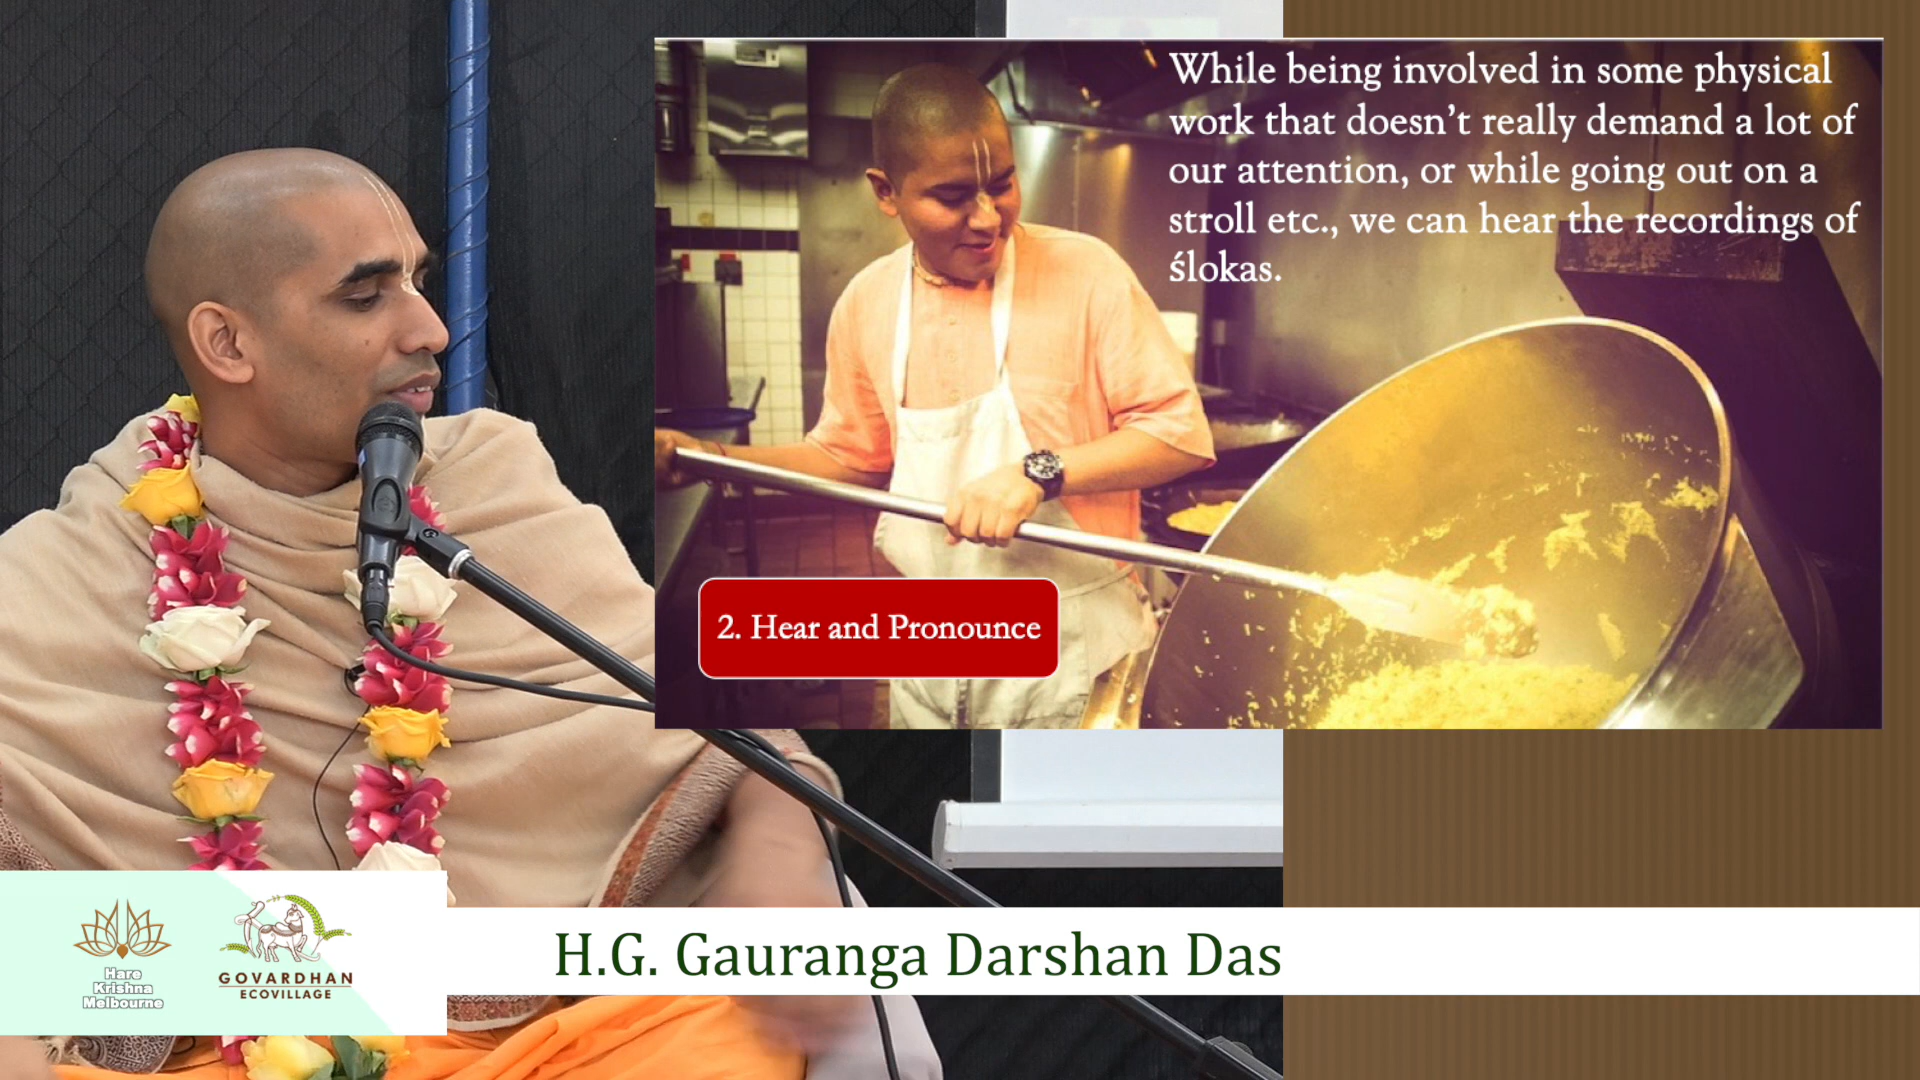 While being involved in some physical
work that doesn't really demand a lot of
our attention, or while going out on a
stroll etc., we can hear the recordings of
ślokas.
2. Hear and Pronounce
Hare
Krishna
Melbourne
GOVARDHAN
ECOVILLAGE
H.G. Gauranga Darshan Das